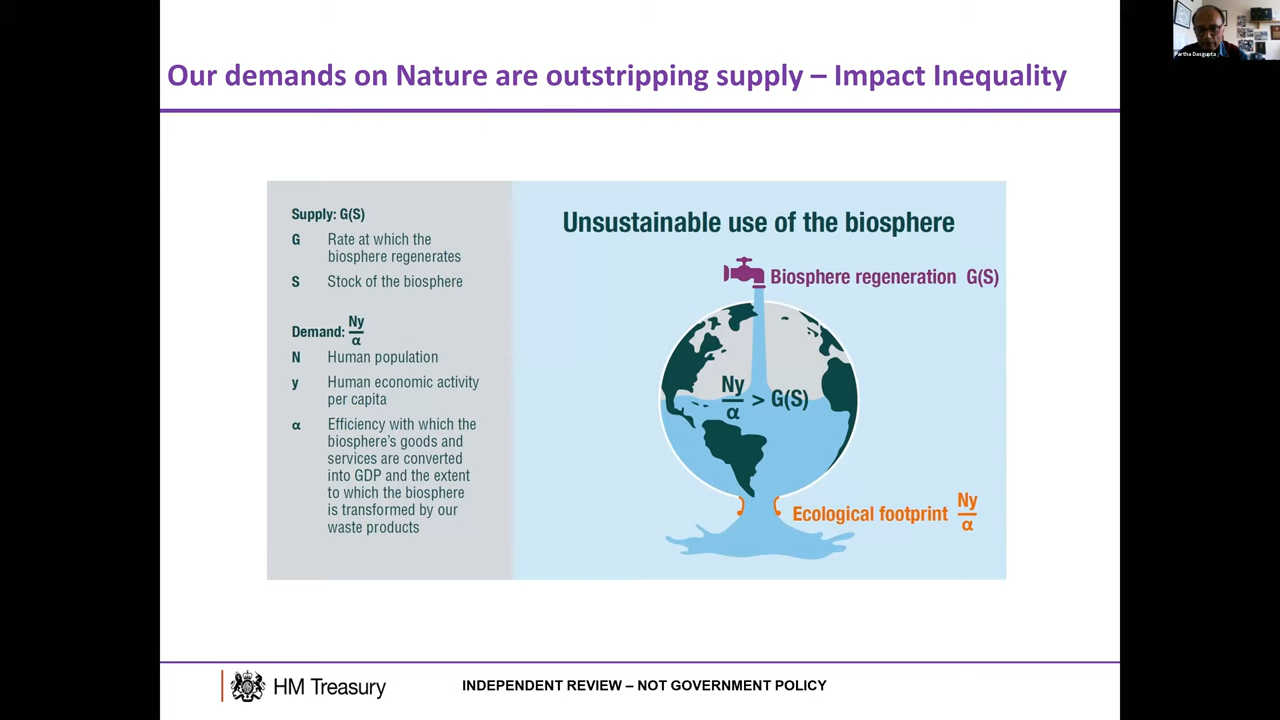 Our demands on Nature are outstripping supply – Impact Inequality
Partha Dasgupta
Supply: G(S)
G Rate at which the
biosphere regenerates
S Stock of the biosphere
Demand: Ny/α
N Human population
y Human economic activity
per capita
α Efficiency with which the
biosphere's goods and
services are converted
into GDP and the extent
to which the biosphere
is transformed by our
waste products
Unsustainable use of the biosphere
Biosphere regeneration G(S)
Ny/α > G(S)
Ecological footprint Ny/α
HM Treasury
INDEPENDENT REVIEW – NOT GOVERNMENT POLICY